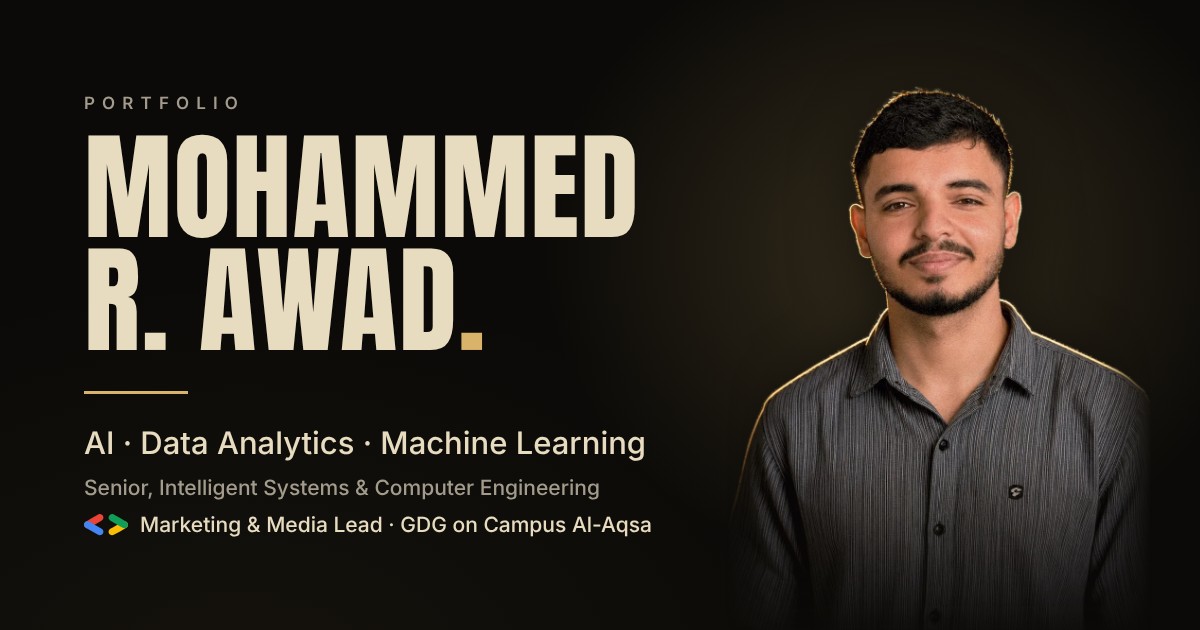 PORTFOLIO
MOHAMMED
R. AWAD.
AI · Data Analytics · Machine Learning
Senior, Intelligent Systems & Computer Engineering
Marketing & Media Lead · GDG on Campus Al-Aqsa